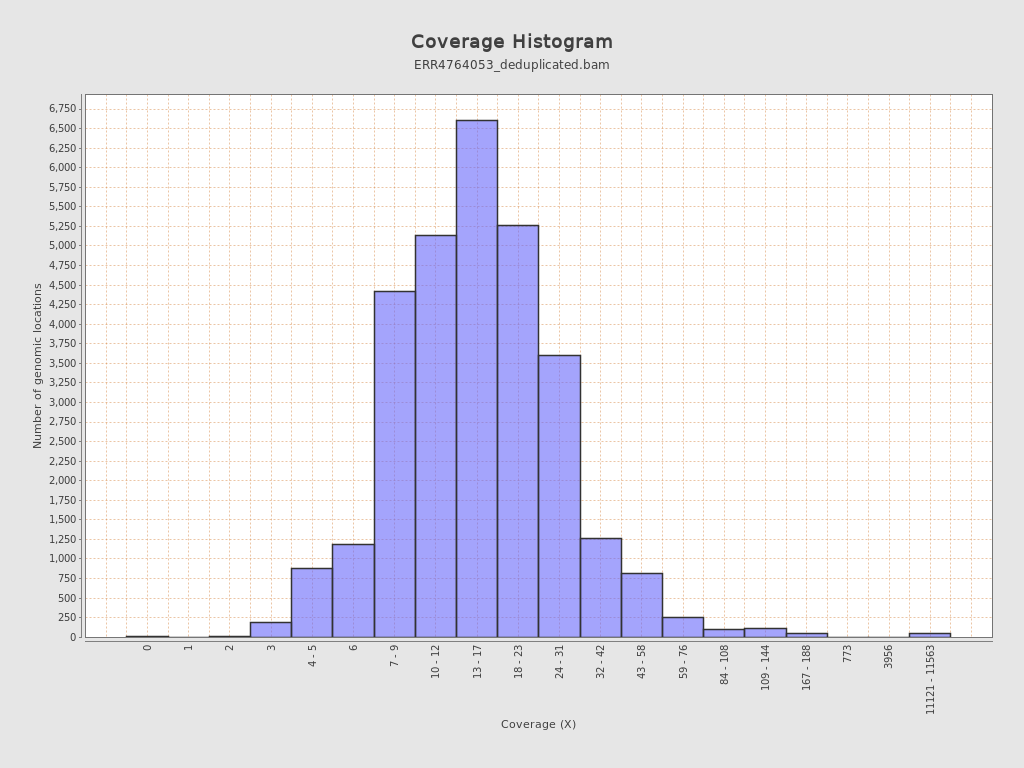 Coverage Histogram
ERR4764053_deduplicated.bam
Number of genomic locations
6,750
6,500
6,250
6,000
5,750
5,500
5,250
5,000
4,750
4,500
4,250
4,000
3,750
3,500
3,250
3,000
2,750
2,500
2,250
2,000
1,750
1,500
1,250
1,000
750
500
250
0
0
1
2
3
4 - 5
6
7 - 9
10 - 12
13 - 17
18 - 23
24 - 31
32 - 42
43 - 58
59 - 76
84 - 108
109 - 144
167 - 188
773
3956
11121 - 11563
Coverage (X)